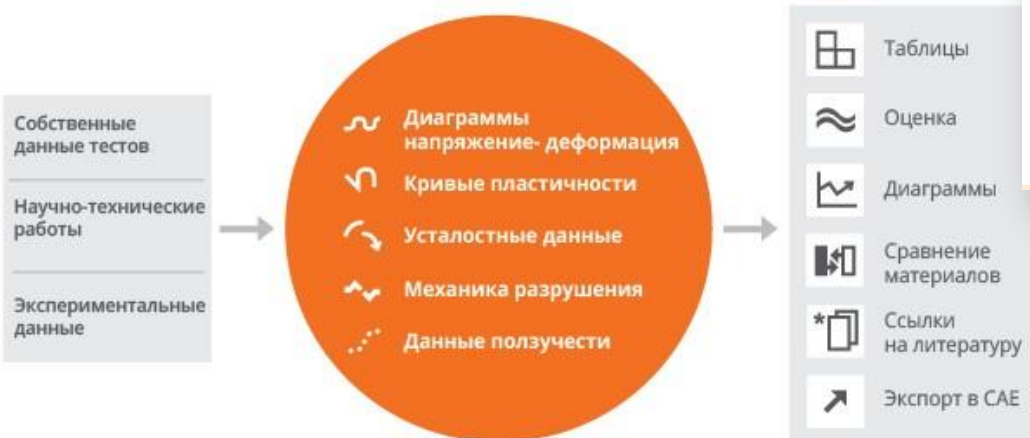 Собственные
данные тестов
Научно-технические
работы
Экспериментальные
данные
Диаграммы
напряжение- деформация
Кривые пластичности
Усталостные данные
Механика разрушения
Данные ползучести
Таблицы
Оценка
Диаграммы
Сравнение
материалов
Ссылки
на литературу
Экспорт в CAE